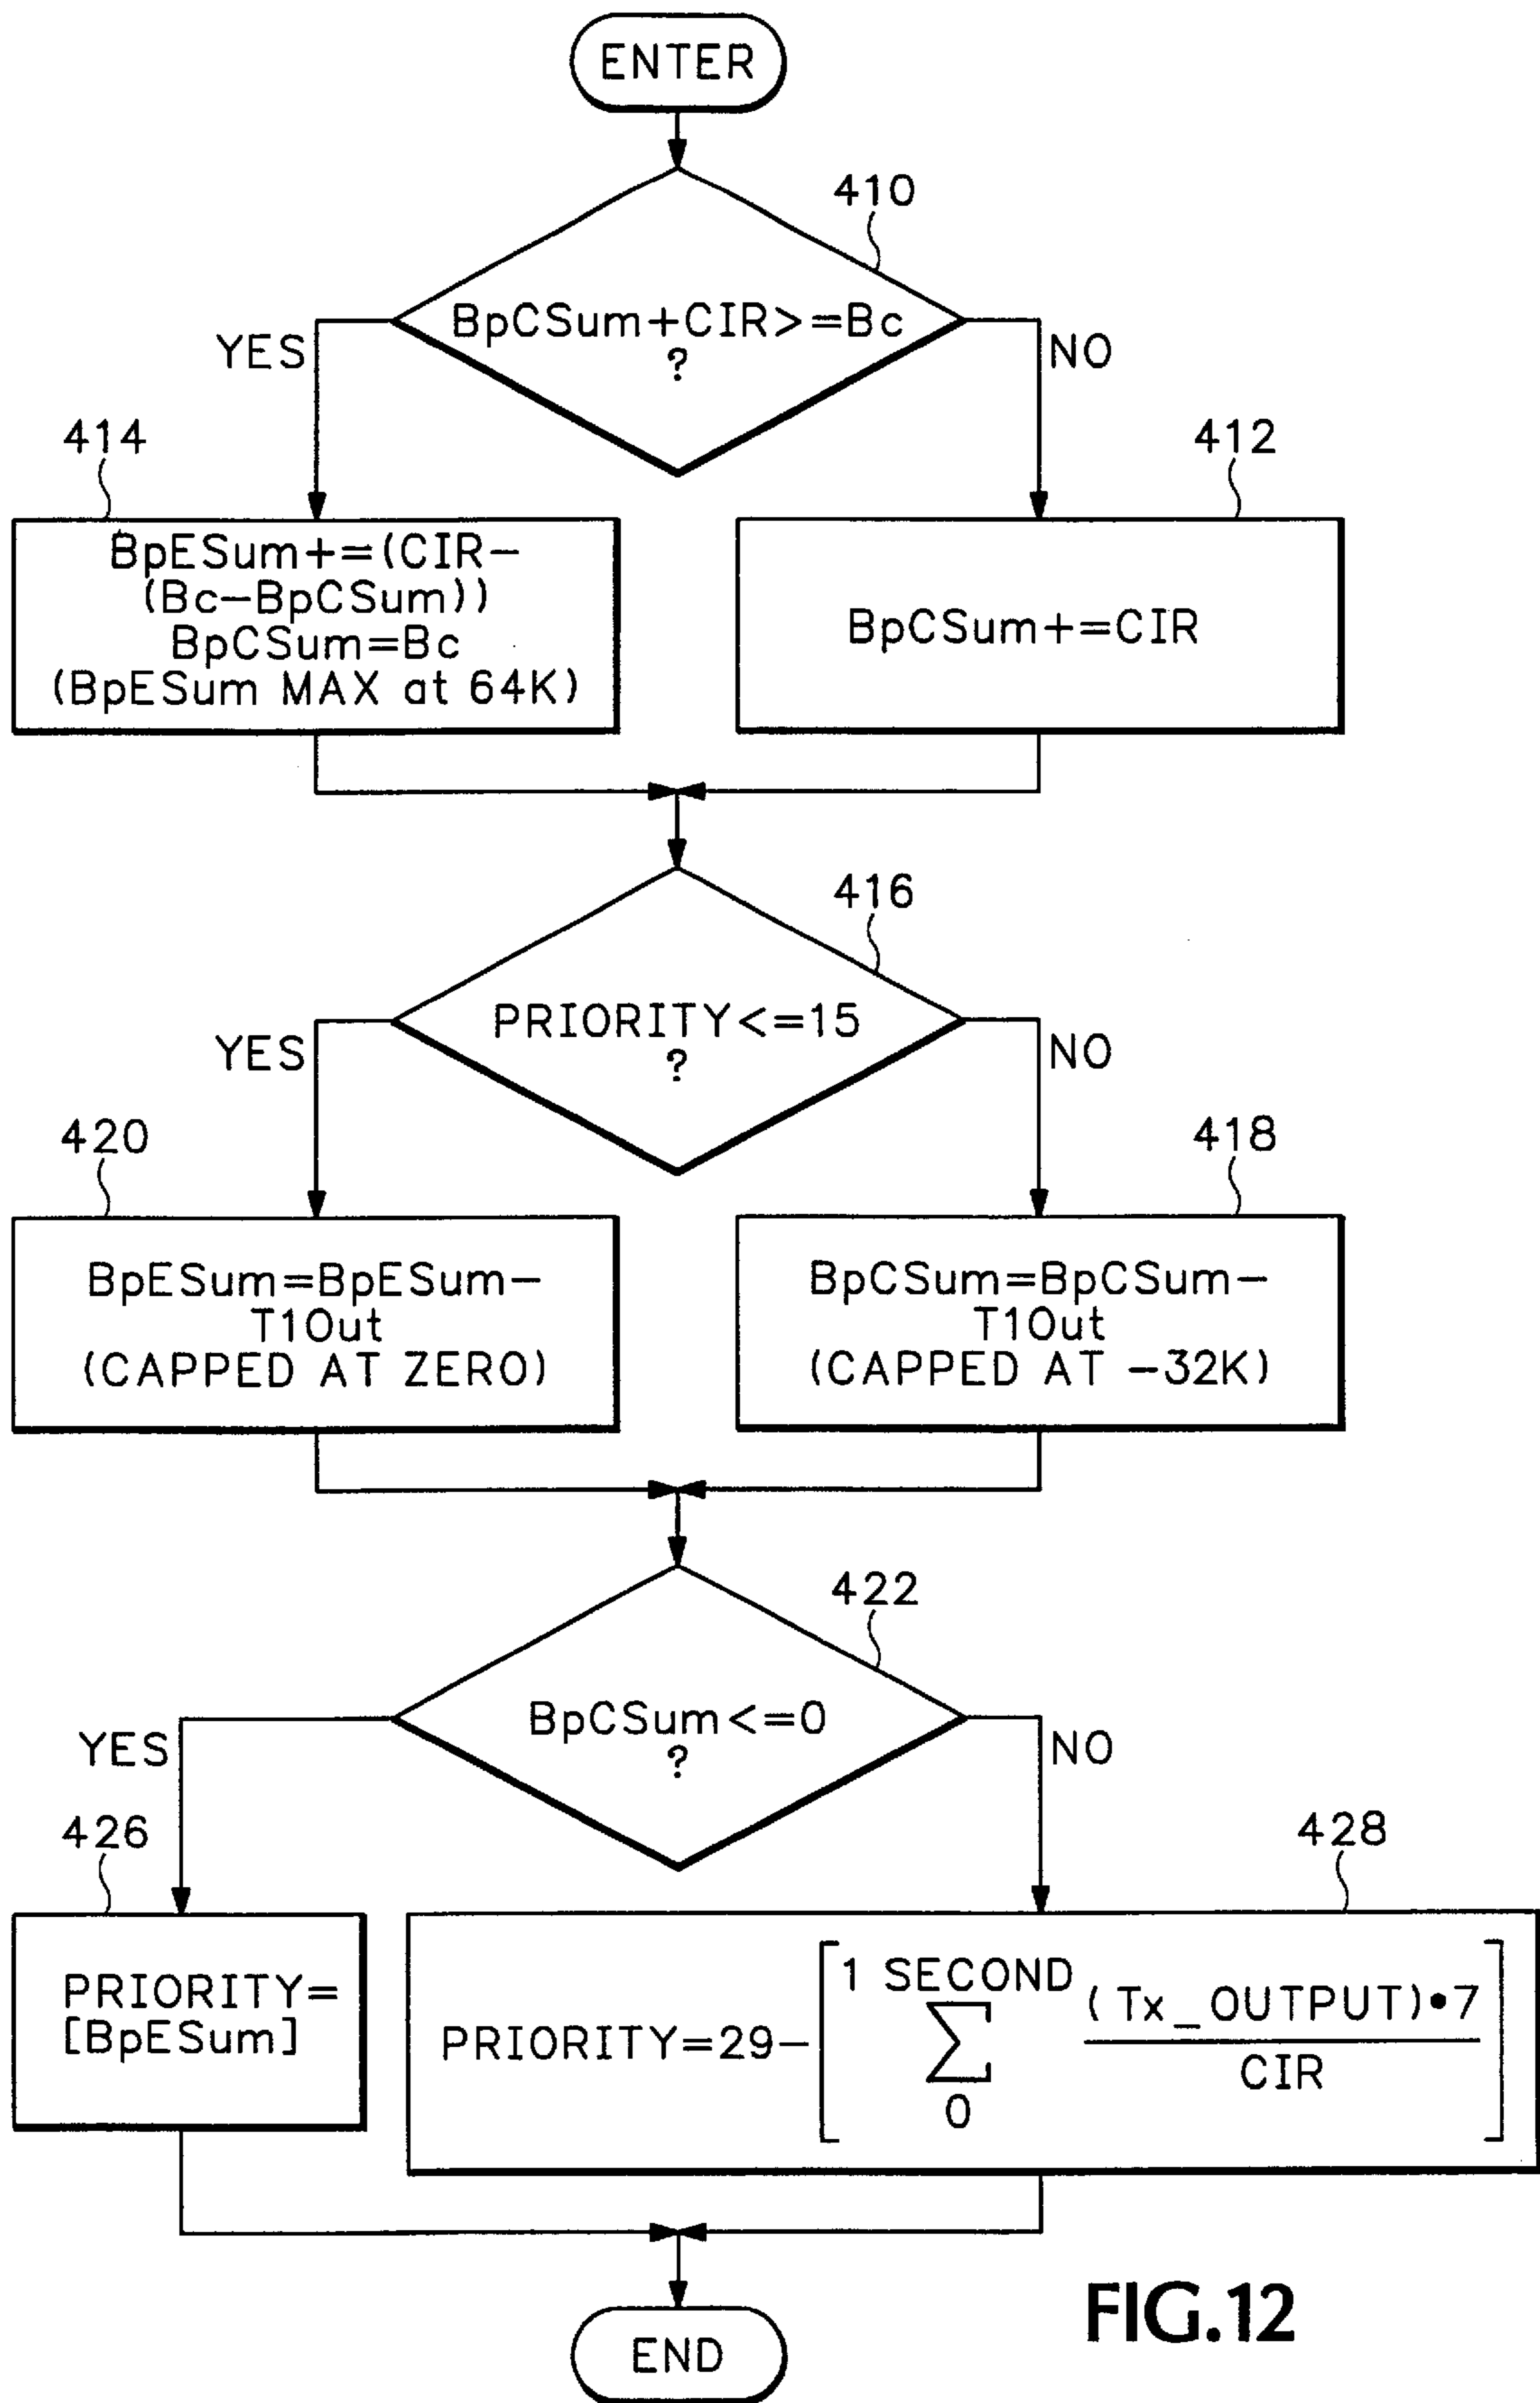 ENTER
410
BpCSum+CIR>=Bc
?
YES
NO
414
412
BpESum+=(CIR-
(Bc-BpCSum))
BpCSum=Bc
(BpESum MAX at 64K)
BpCSum+=CIR
416
PRIORITY<=15
?
YES
NO
420
418
BpESum=BpESum-
T1Out
(CAPPED AT ZERO)
BpCSum=BpCSum-
T1Out
(CAPPED AT -32K)
422
BpCSum<=0
?
YES
NO
426
428
PRIORITY=
[BpESum]
PRIORITY=29-[
1 SECOND
∑
0
(Tx_OUTPUT)•7
CIR
]
END
FIG.12